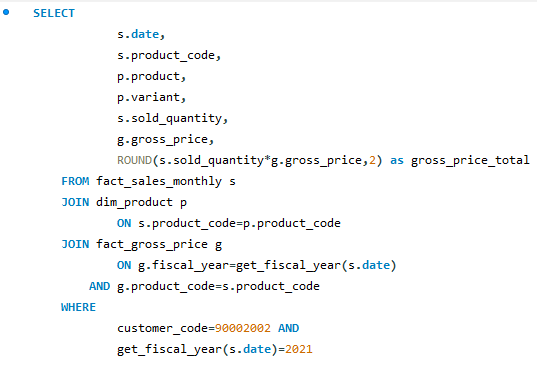 SELECT
s.date,
s.product_code,
p.product,
p.variant,
s.sold_quantity,
g.gross_price,
ROUND(s.sold_quantity*g.gross_price,2) as gross_price_total
FROM fact_sales_monthly s
JOIN dim_product p
ON s.product_code=p.product_code
JOIN fact_gross_price g
ON g.fiscal_year=get_fiscal_year(s.date)
AND g.product_code=s.product_code
WHERE
customer_code=90002002 AND
get_fiscal_year(s.date)=2021